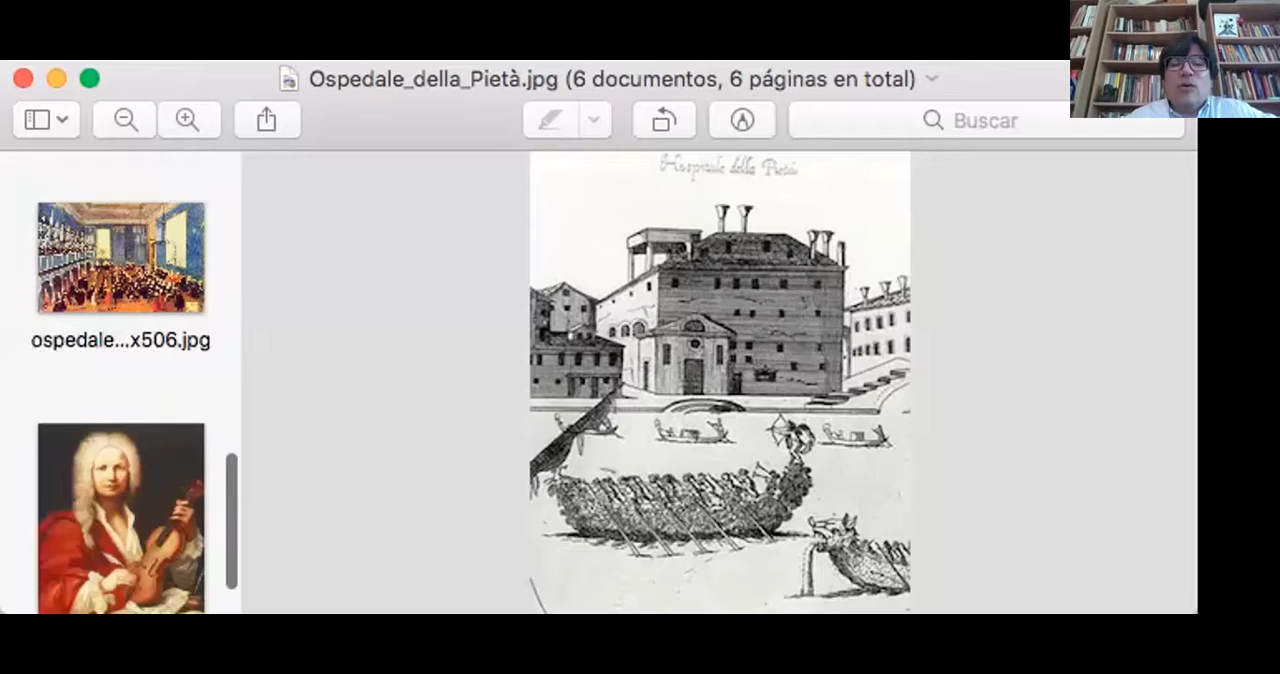 Ospedale_della_Pietà.jpg (6 documentos, 6 páginas en total)
Buscar
Hospitale della Pietà
ospedale...x506.jpg